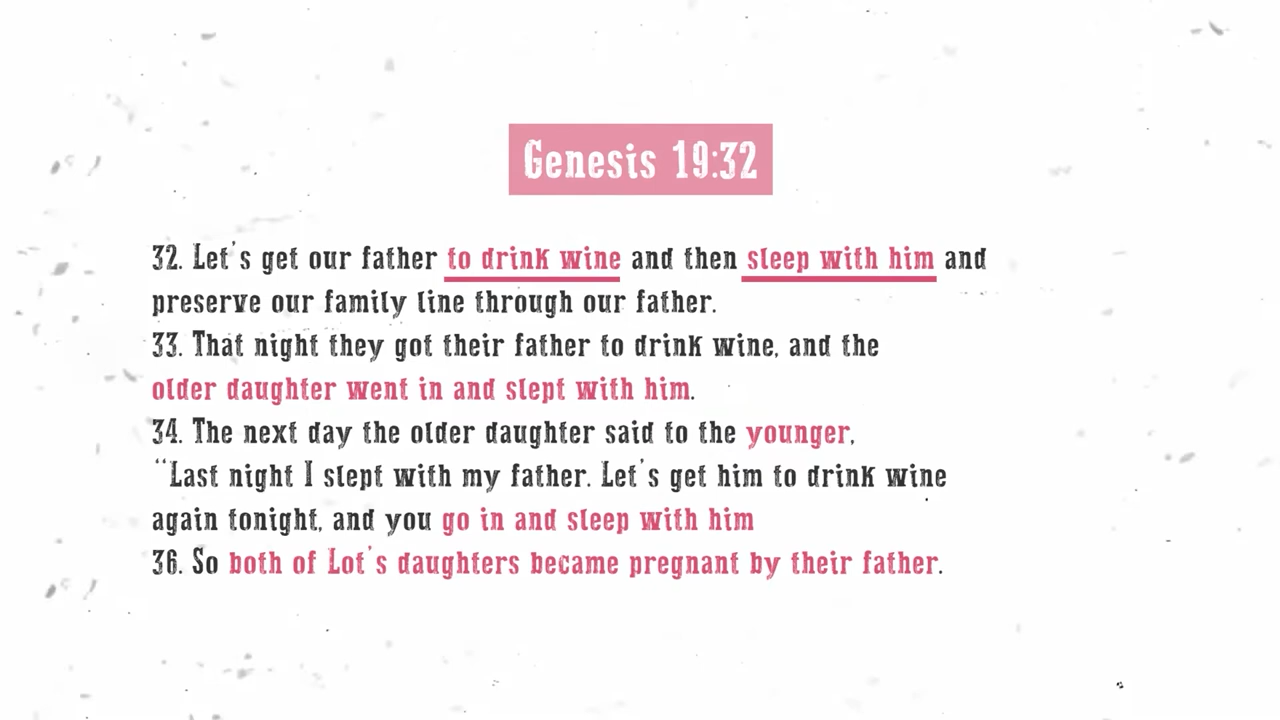 Genesis 19:32
32. Let's get our father to drink wine and then sleep with him and
preserve our family line through our father.
33. That night they got their father to drink wine, and the
older daughter went in and slept with him.
34. The next day the older daughter said to the younger,
“Last night I slept with my father. Let's get him to drink wine
again tonight, and you go in and sleep with him
36. So both of Lot's daughters became pregnant by their father.